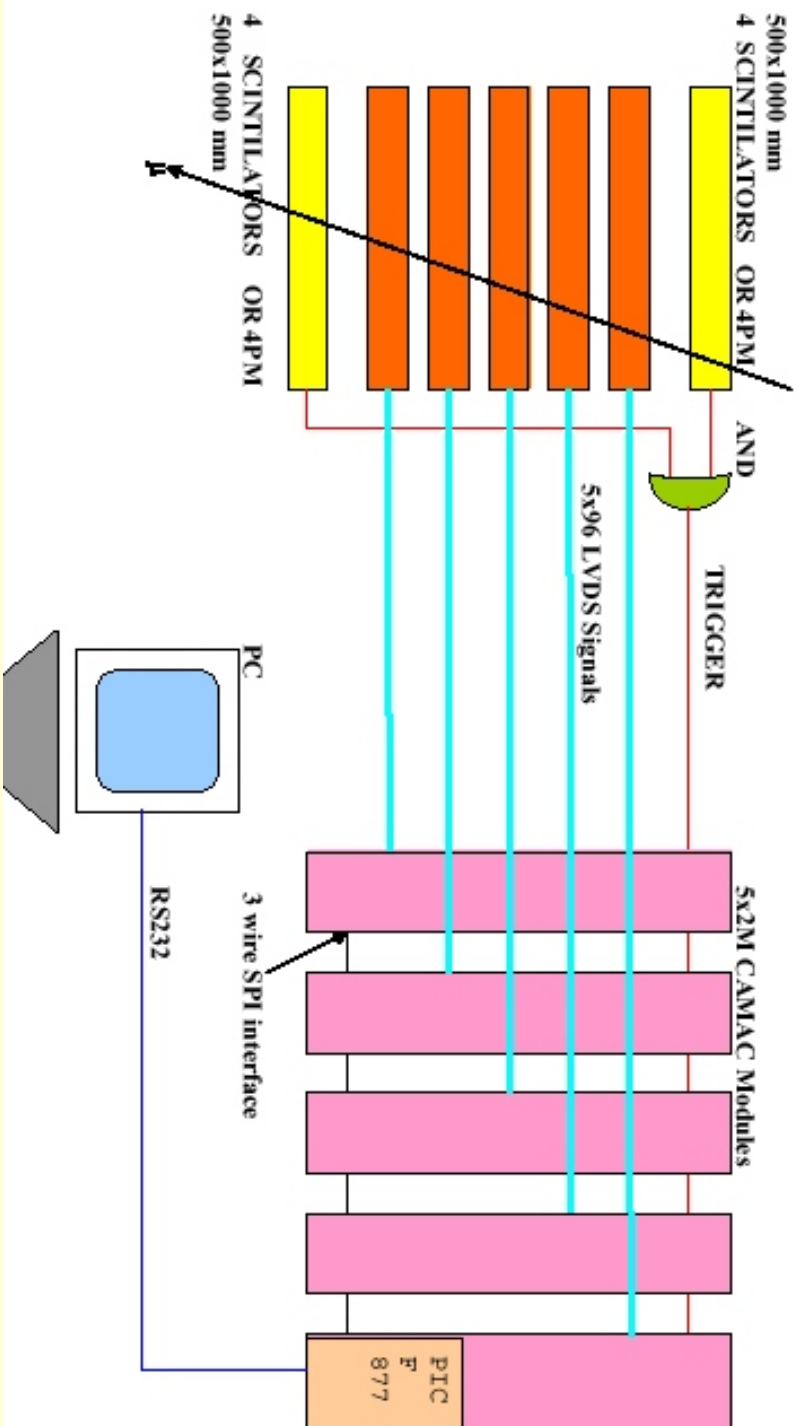 500x1000 mm
4 SCINTILATORS OR 4PM
AND
TRIGGER
5x2M CAMAC Modules
5x96 LVDS Signals
PIC
F
877
4 SCINTILATORS OR 4PM
500x1000 mm
PC
3 wire SPI interface
RS232